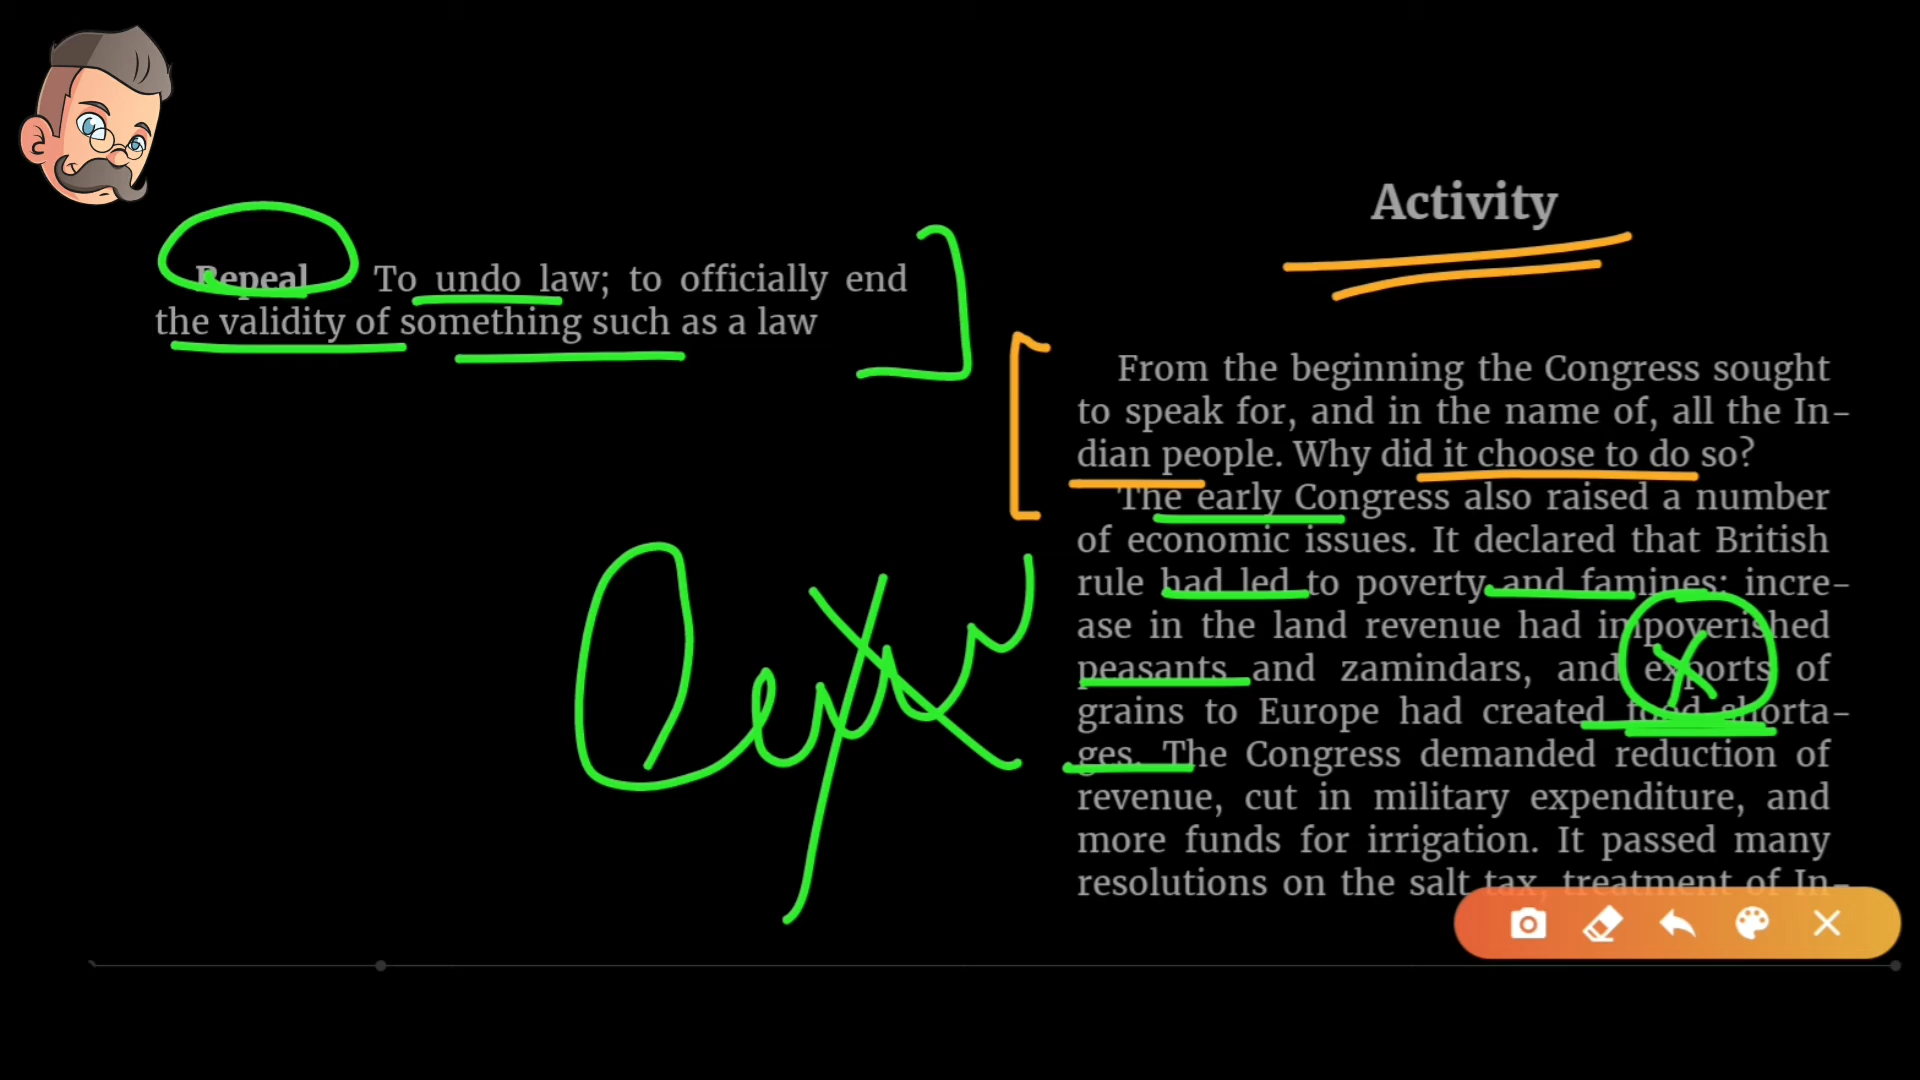 Repeal To undo law; to officially end
the validity of something such as a law
Activity
From the beginning the Congress sought
to speak for, and in the name of, all the In-
dian people. Why did it choose to do so?
The early Congress also raised a number
of economic issues. It declared that British
rule had led to poverty and famines: incre-
ase in the land revenue had impoverished
peasants and zamindars, and exports of
grains to Europe had created food shorta-
ges. The Congress demanded reduction of
revenue, cut in military expenditure, and
more funds for irrigation. It passed many
resolutions on the salt tax, treatment of In-